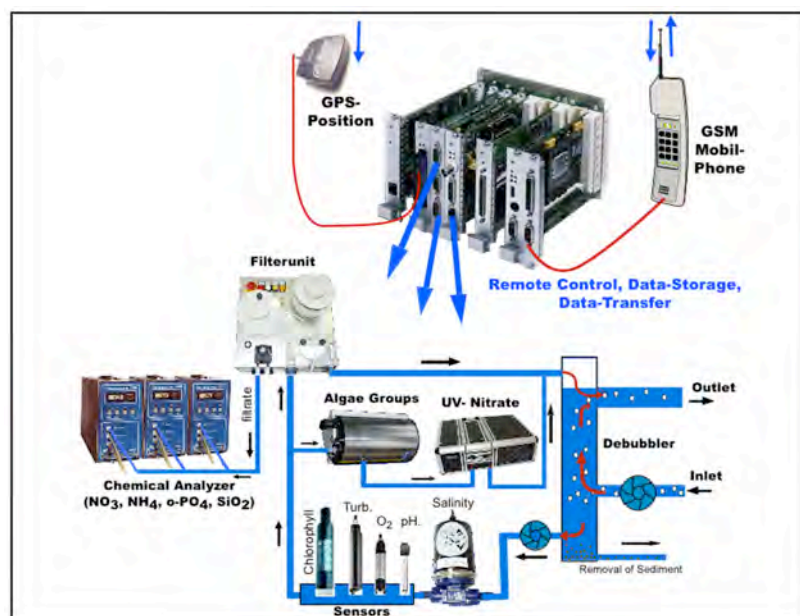 GPS-
Position
GSM
Mobil-
Phone
Remote Control, Data-Storage,
Data-Transfer
Filterunit
filtrate
Algae Groups
UV- Nitrate
Outlet
Debubbler
Inlet
Chemical Analyzer
(NO3, NH4, o-PO4, SiO2)
Chlorophyll
Turb.
O2
pH.
Salinity
Removal of Sediment
Sensors